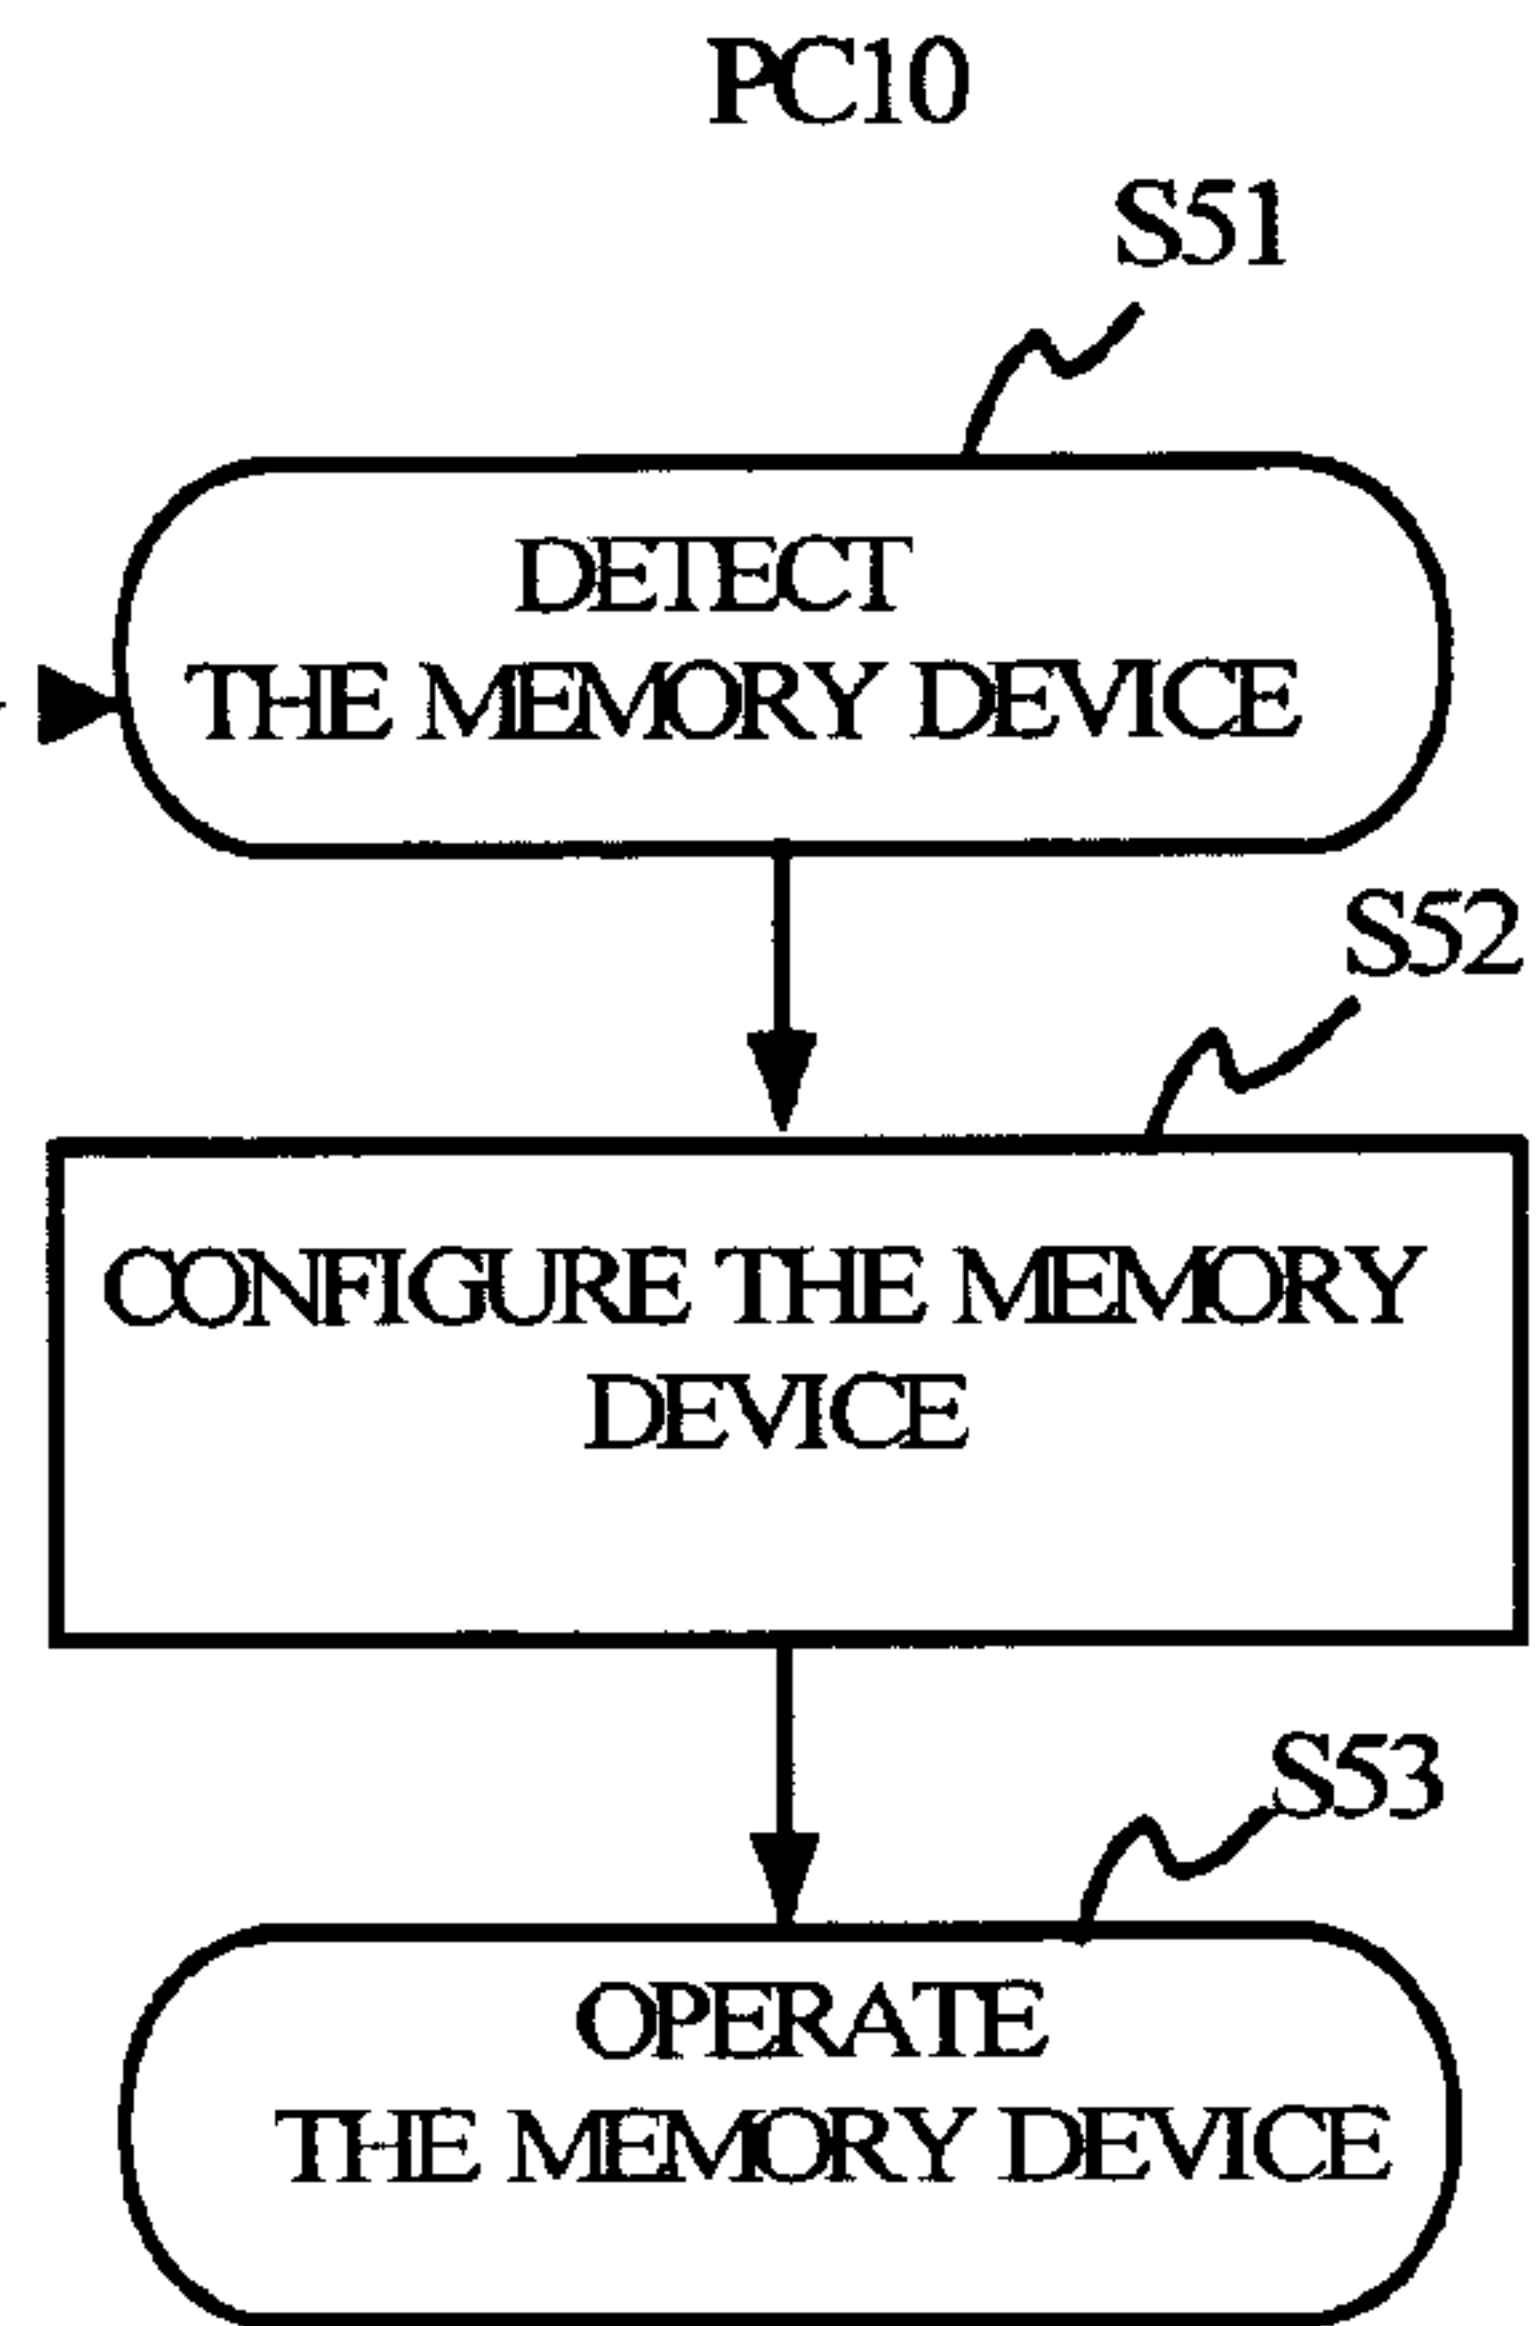 PC10
S51
DETECT
THE MEMORY DEVICE
S52
CONFIGURE THE MEMORY
DEVICE
S53
OPERATE
THE MEMORY DEVICE